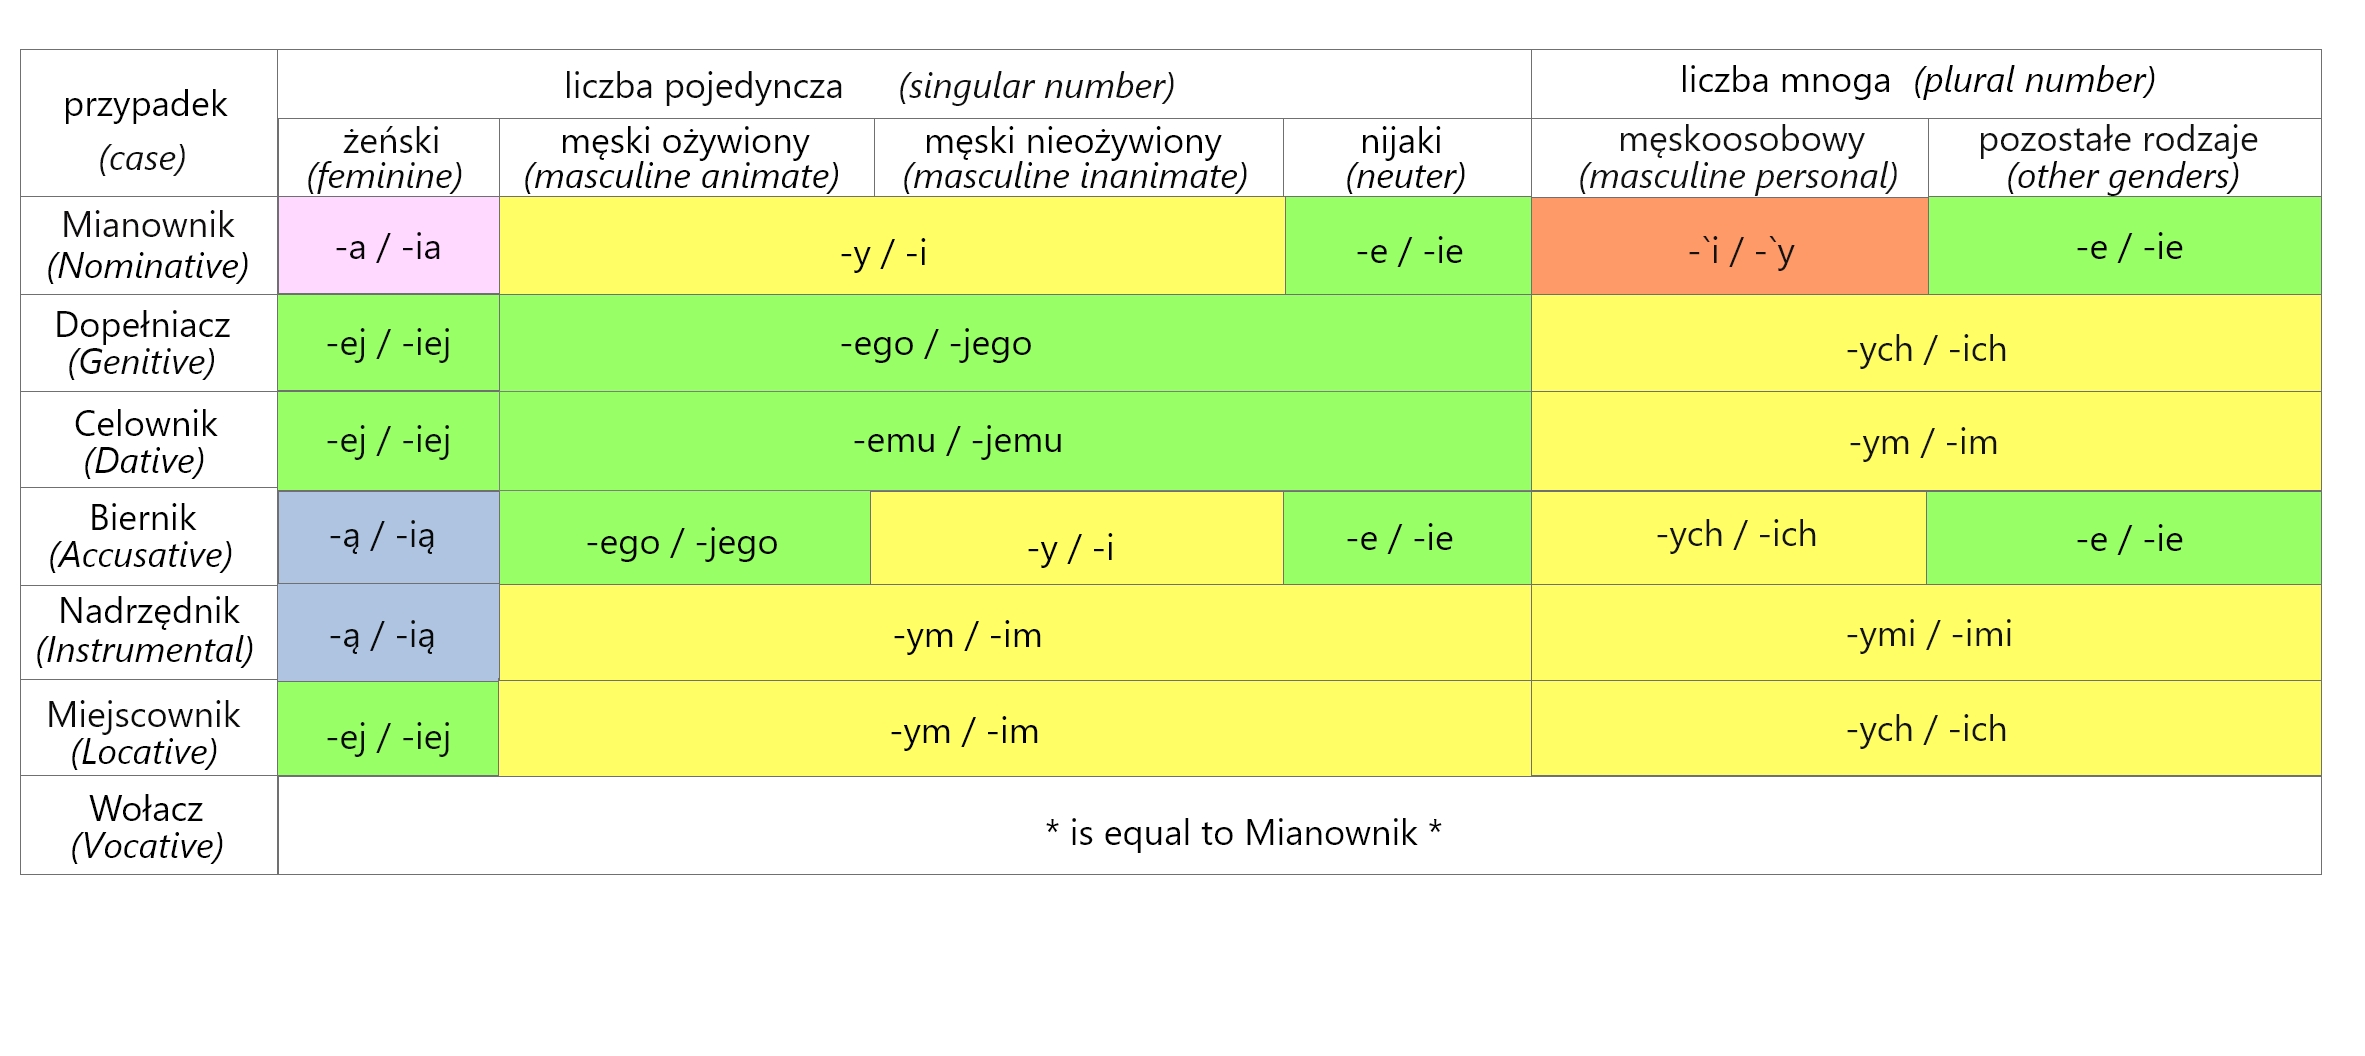 przypadek
(case)
liczba pojedyncza (singular number)
liczba mnoga (plural number)
żeński
(feminine)
męski ożywiony
(masculine animate)
męski nieożywiony
(masculine inanimate)
nijaki
(neuter)
męskoosobowy
(masculine personal)
pozostałe rodzaje
(other genders)
Mianownik
(Nominative)
-a / -ia
-y / -i
-e / -ie
-`i / -`y
-e / -ie
Dopełniacz
(Genitive)
-ej / -iej
-ego / -jego
-ych / -ich
Celownik
(Dative)
-ej / -iej
-emu / -jemu
-ym / -im
Biernik
(Accusative)
-ą / -ią
-ego / -jego
-y / -i
-e / -ie
-ych / -ich
-e / -ie
Nadrzędnik
(Instrumental)
-ą / -ią
-ym / -im
-ymi / -imi
Miejscownik
(Locative)
-ej / -iej
-ym / -im
-ych / -ich
Wołacz
(Vocative)
* is equal to Mianownik *